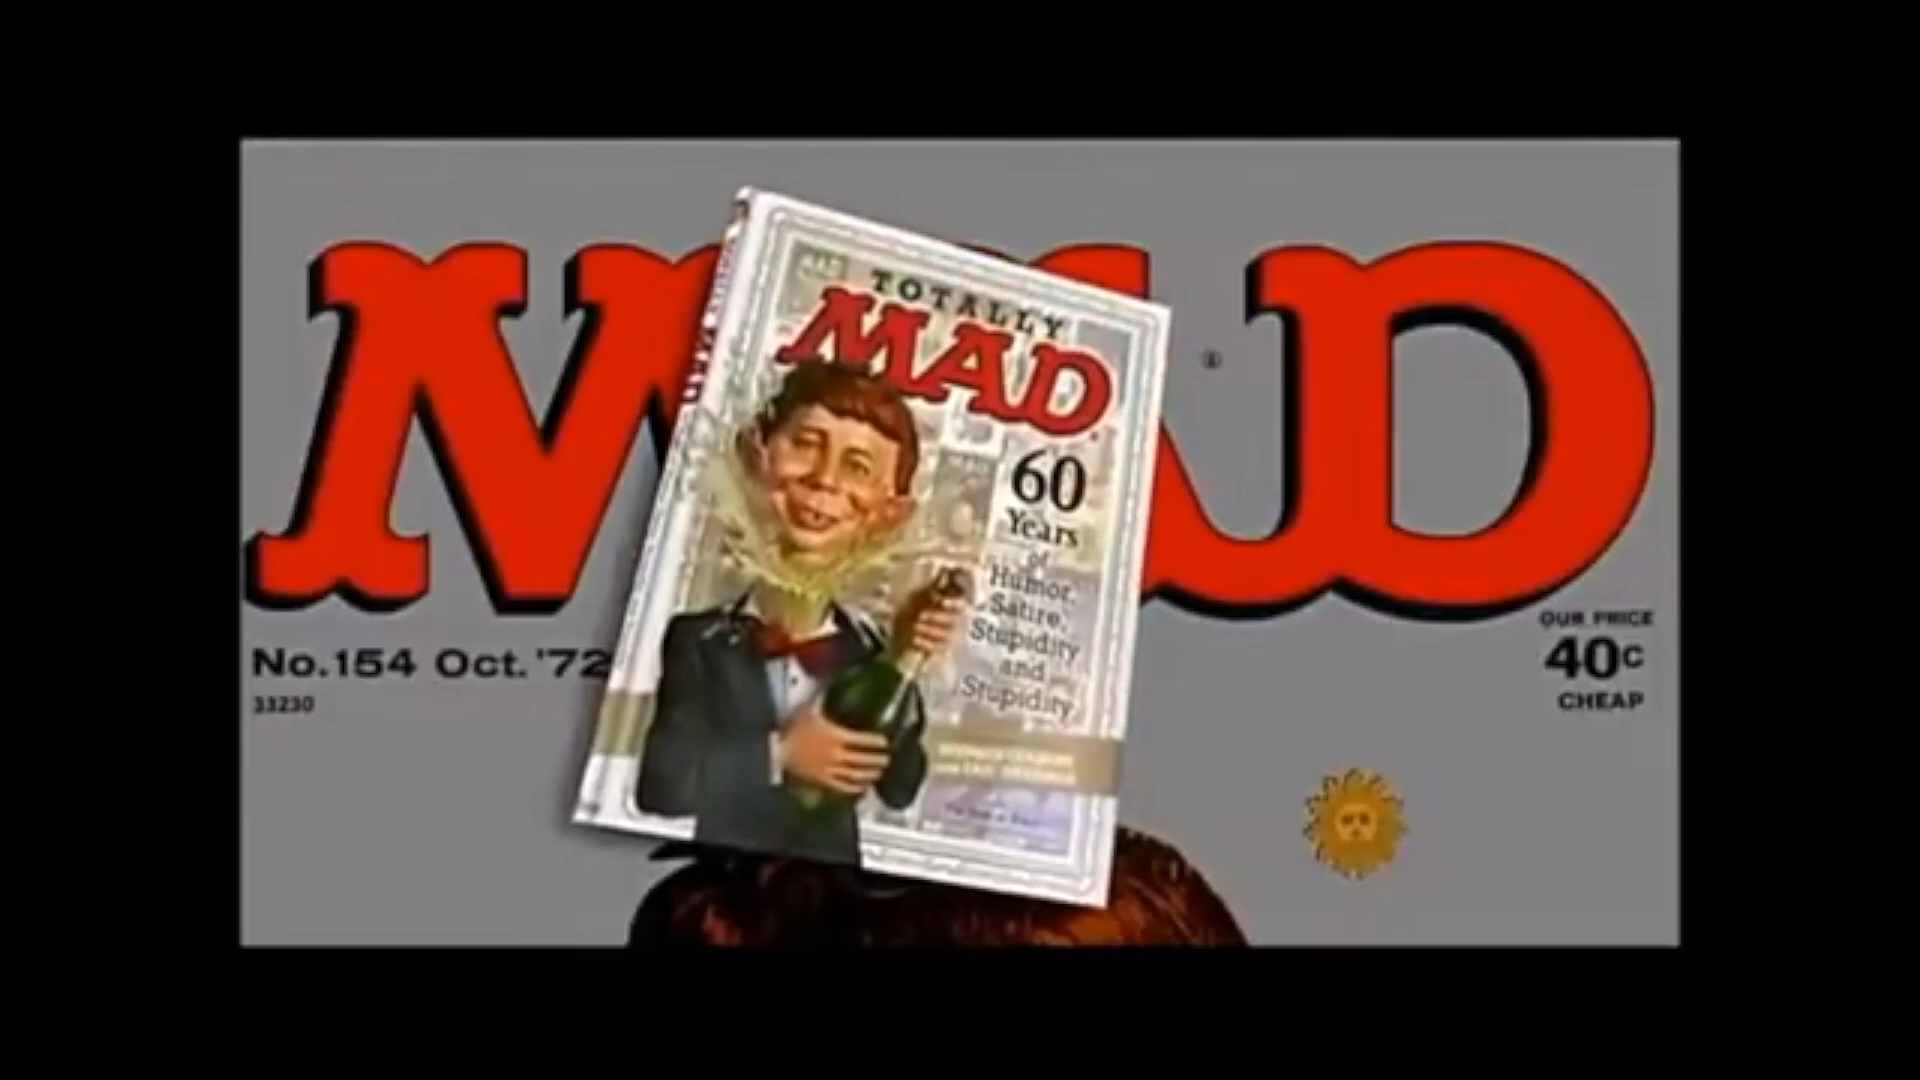 MAD
No.154 Oct. '72
33230
OUR PRICE
40c
CHEAP
TOTALLY
MAD
60
Years
of
Humor,
Satire,
Stupidity
and
Stupidity